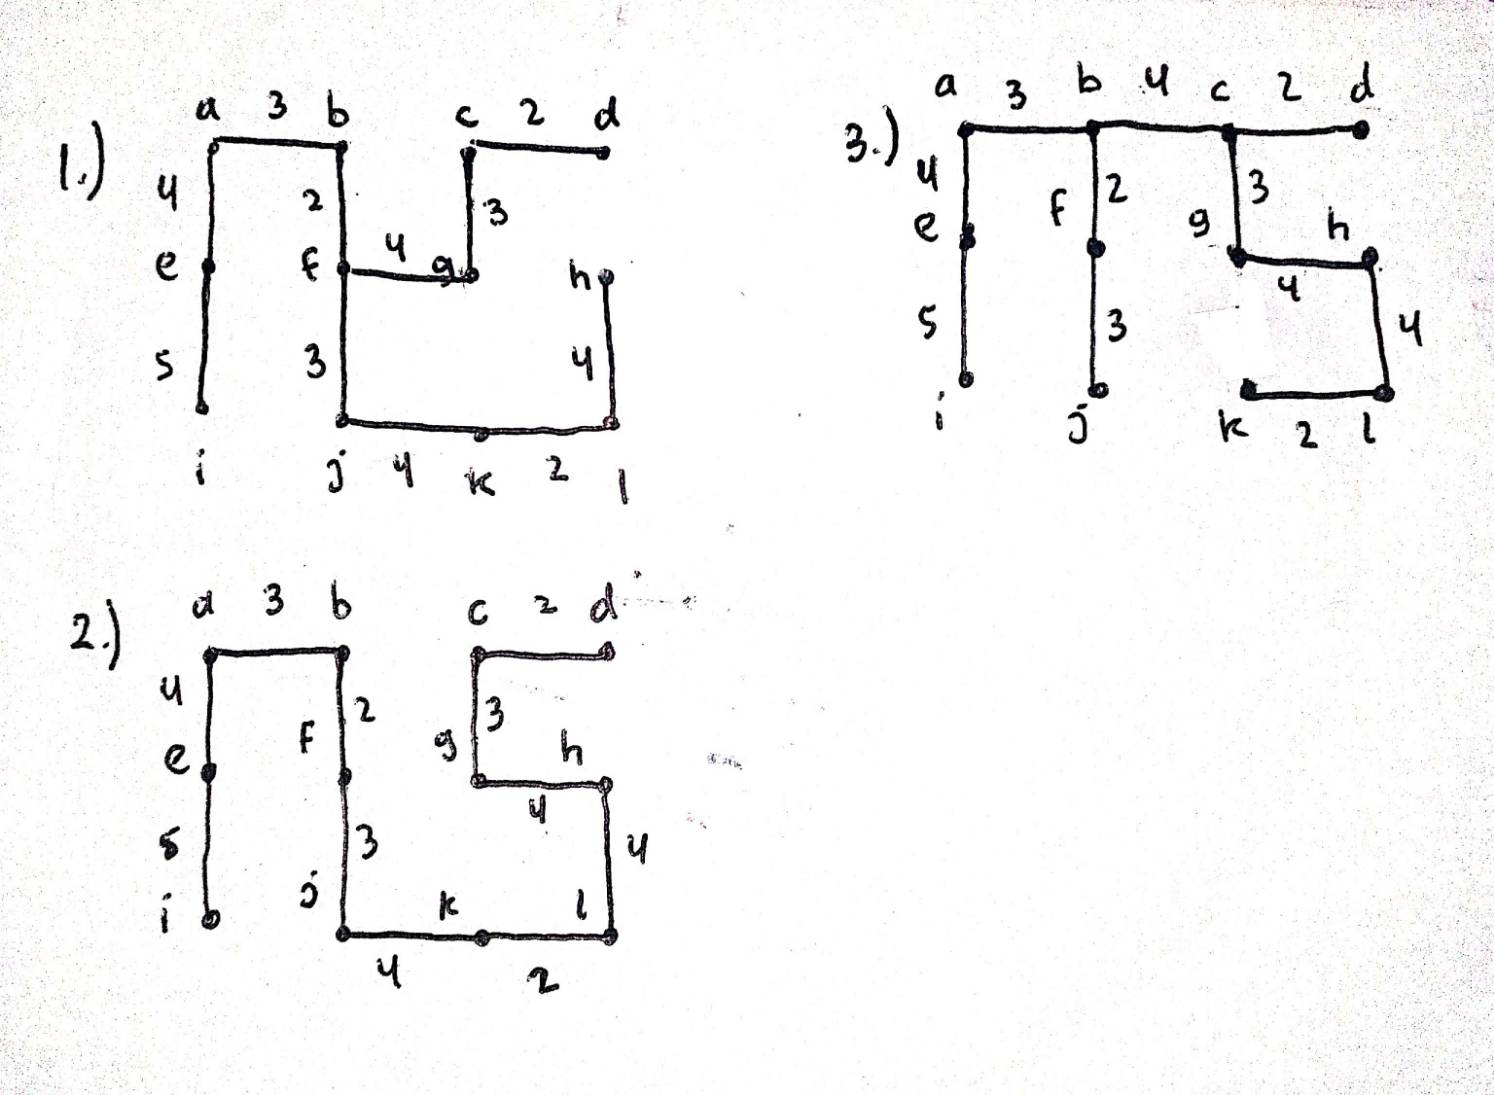 1.)
a 3 b c 2 d
4 2 3
e f 4 g h
5 3 4
i j 4 k 2 l
2.)
a 3 b c 2 d
4 2 3
e f g h
4
5 3 4
i j k l
4 2
3.)
a 3 b 4 c 2 d
4 2 3
e f g h
4
5 3 4
i j k 2 l